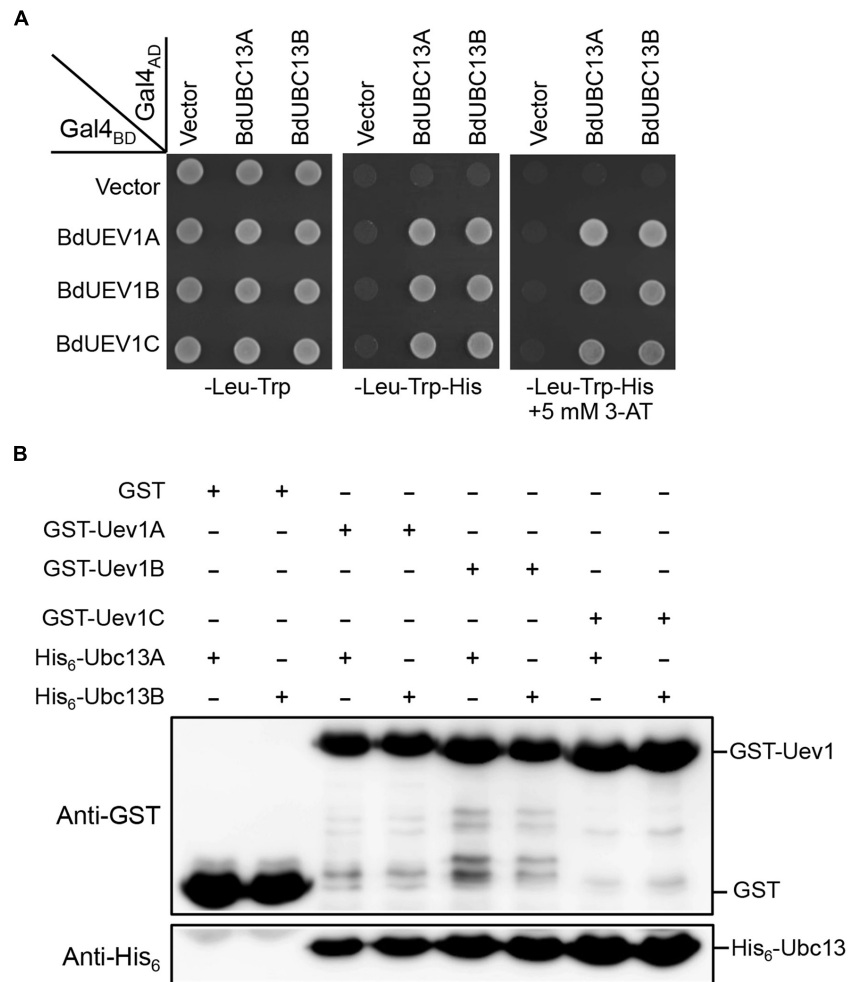 A
Gal4AD
Gal4BD
Vector
BdUBC13A
BdUBC13B
Vector
BdUBC13A
BdUBC13B
Vector
BdUBC13A
BdUBC13B
Vector
BdUEV1A
BdUEV1B
BdUEV1C
-Leu-Trp
-Leu-Trp-His
-Leu-Trp-His
+5 mM 3-AT
B
GST + + – – – – – –
GST-Uev1A – – + + – – – –
GST-Uev1B – – – – + + – –
GST-Uev1C – – – – – – + +
His6-Ubc13A + – + – + – + –
His6-Ubc13B – + – + – + – +
Anti-GST
GST-Uev1
GST
Anti-His6
His6-Ubc13